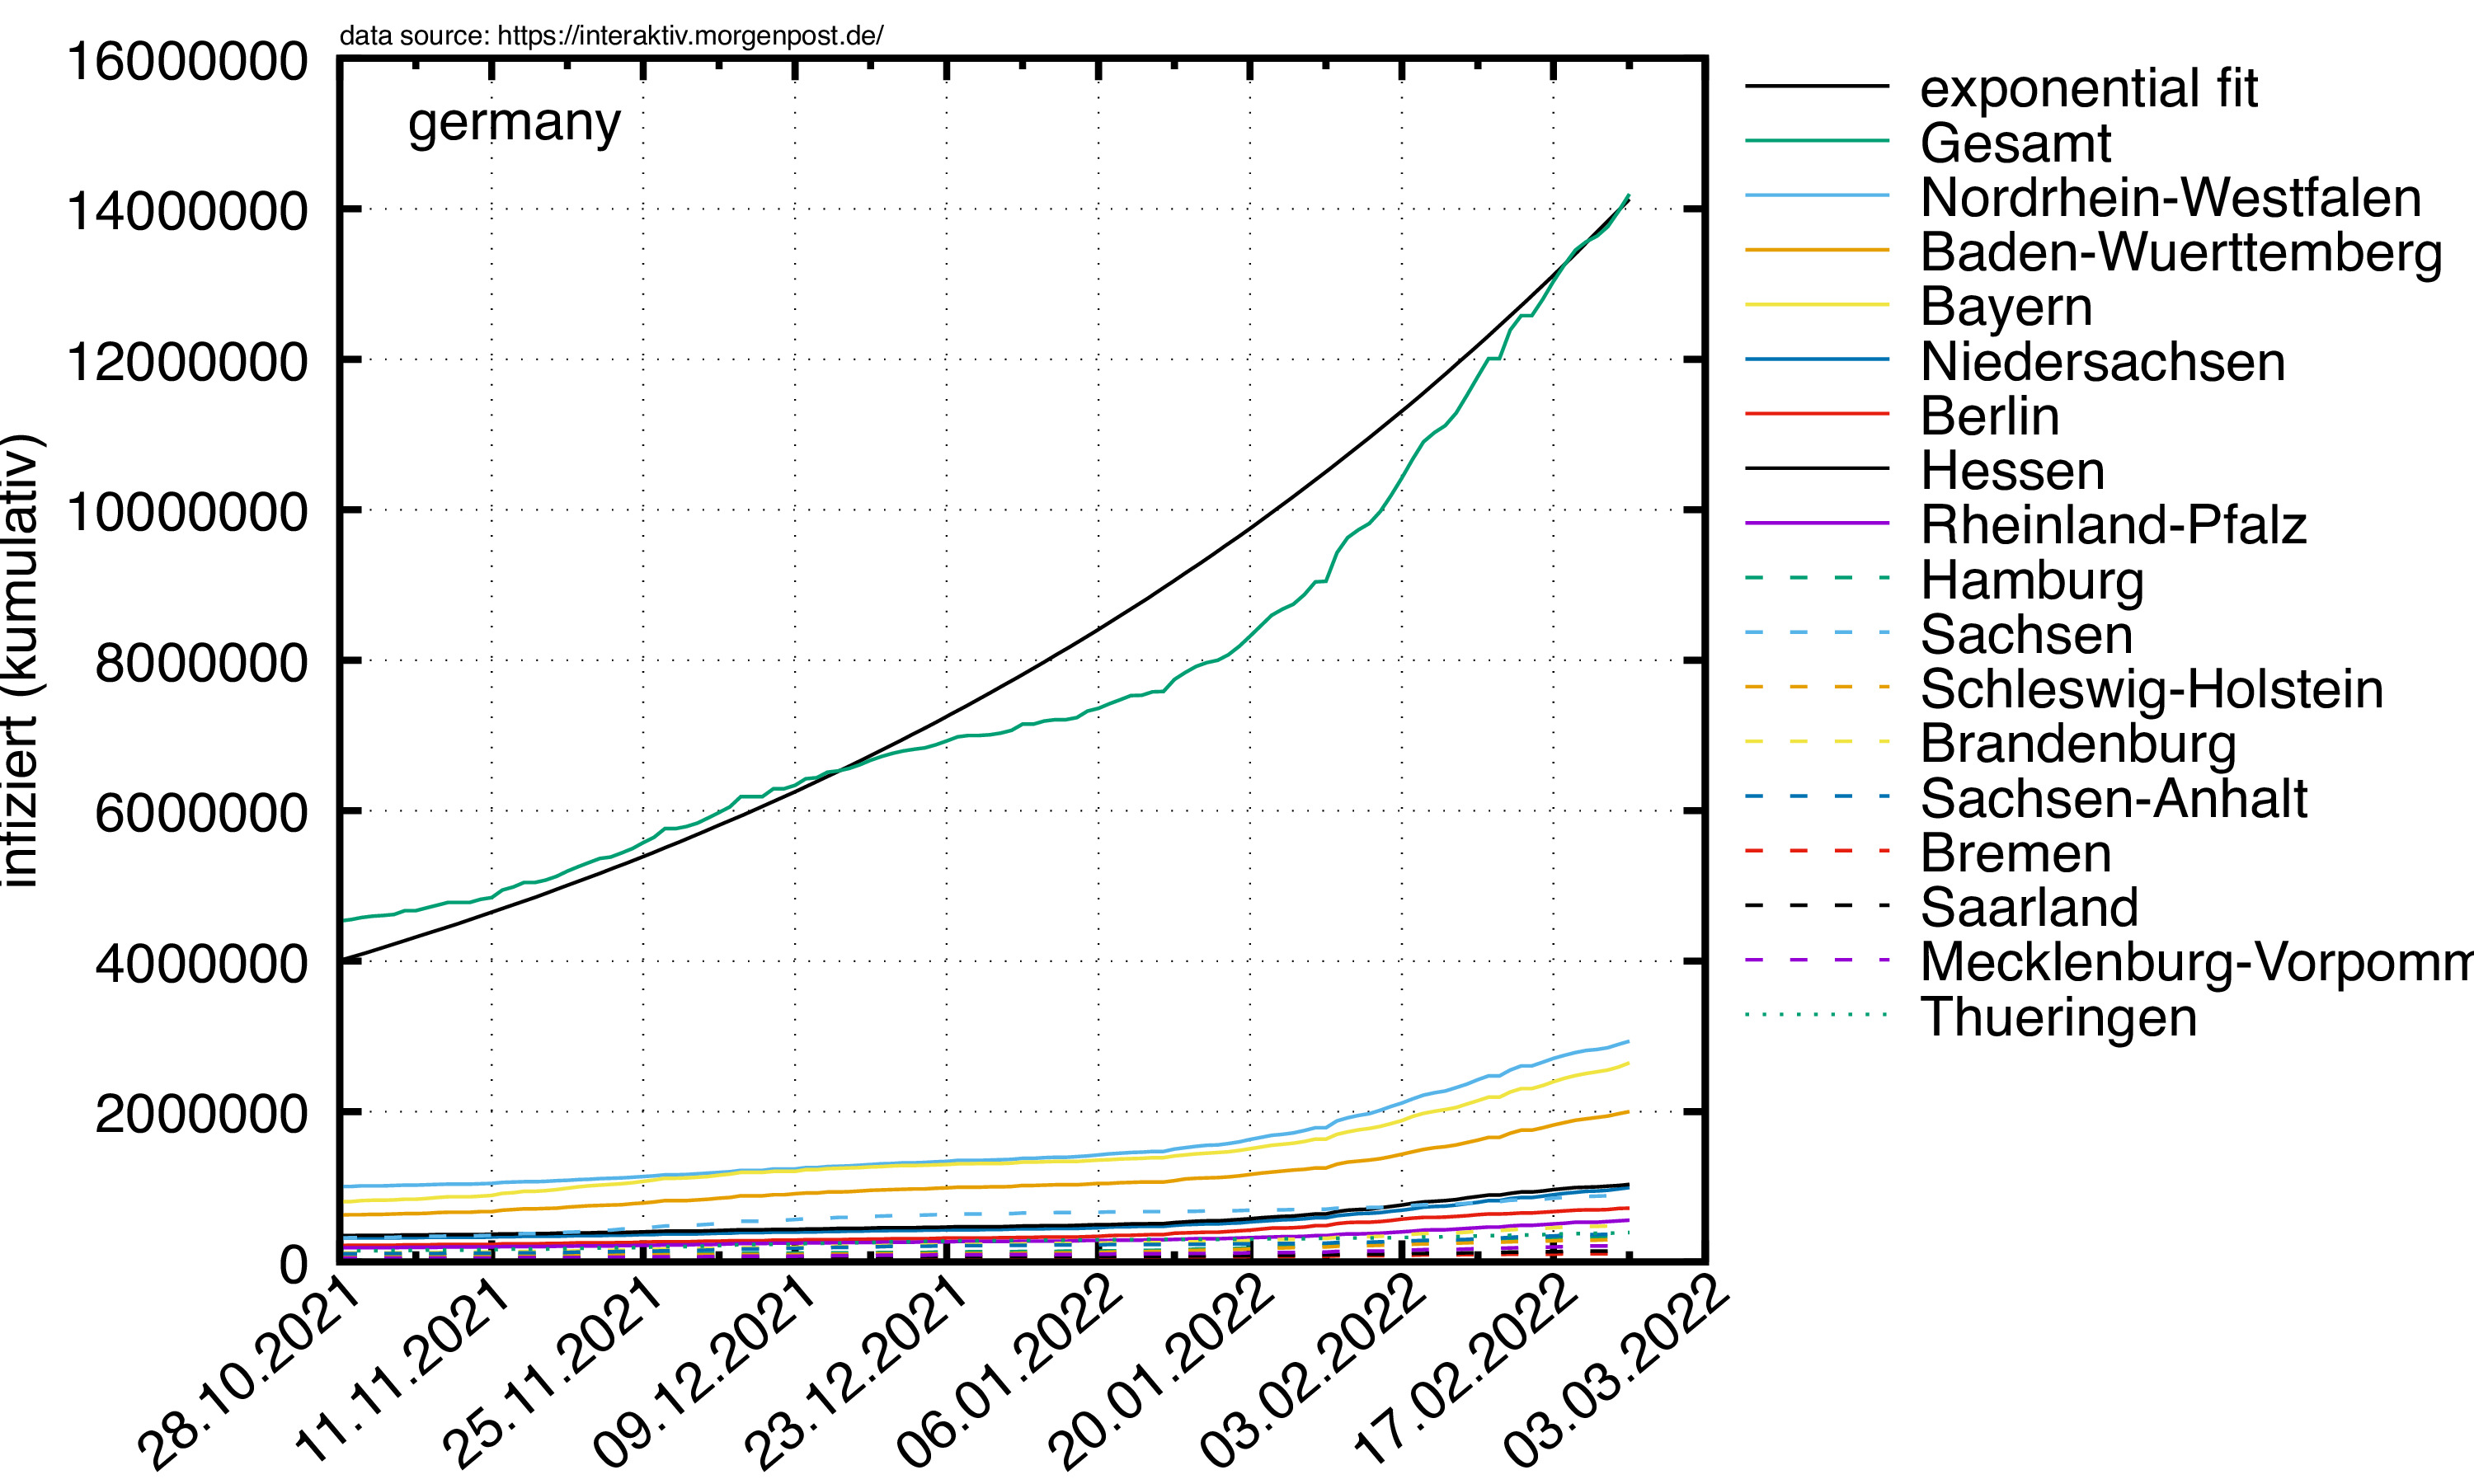 data source: https://interaktiv.morgenpost.de/
germany
infiziert (kumulativ)
16000000
14000000
12000000
10000000
8000000
6000000
4000000
2000000
0
28.10.2021
11.11.2021
25.11.2021
09.12.2021
23.12.2021
06.01.2022
20.01.2022
03.02.2022
17.02.2022
03.03.2022
exponential fit
Gesamt
Nordrhein-Westfalen
Baden-Wuerttemberg
Bayern
Niedersachsen
Berlin
Hessen
Rheinland-Pfalz
Hamburg
Sachsen
Schleswig-Holstein
Brandenburg
Sachsen-Anhalt
Bremen
Saarland
Mecklenburg-Vorpomm
Thueringen